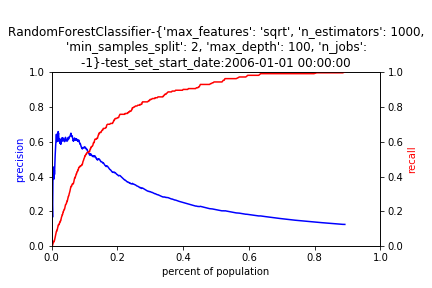 RandomForestClassifier-{'max_features': 'sqrt', 'n_estimators': 1000,
'min_samples_split': 2, 'max_depth': 100, 'n_jobs':
-1}-test_set_start_date:2006-01-01 00:00:00
1.0
0.8
0.6
0.4
0.2
0.0
precision
1.0
0.8
0.6
0.4
0.2
0.0
recall
0.0 0.2 0.4 0.6 0.8 1.0
percent of population